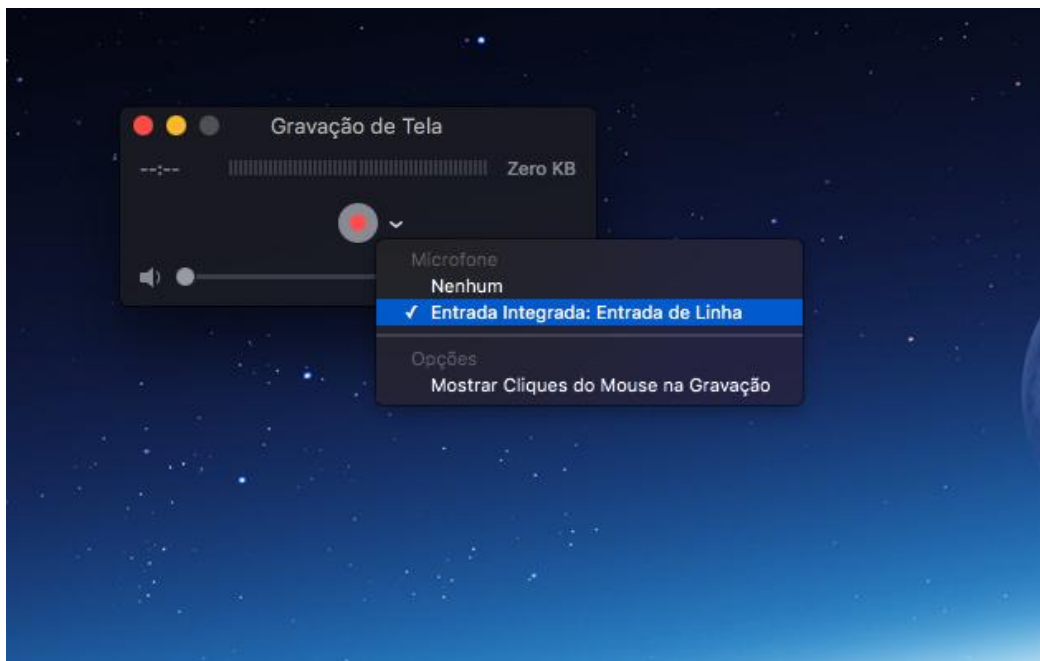 Gravação de Tela
--:-- Zero KB
Microfone
Nenhum
✓ Entrada Integrada: Entrada de Linha
Opções
Mostrar Cliques do Mouse na Gravação